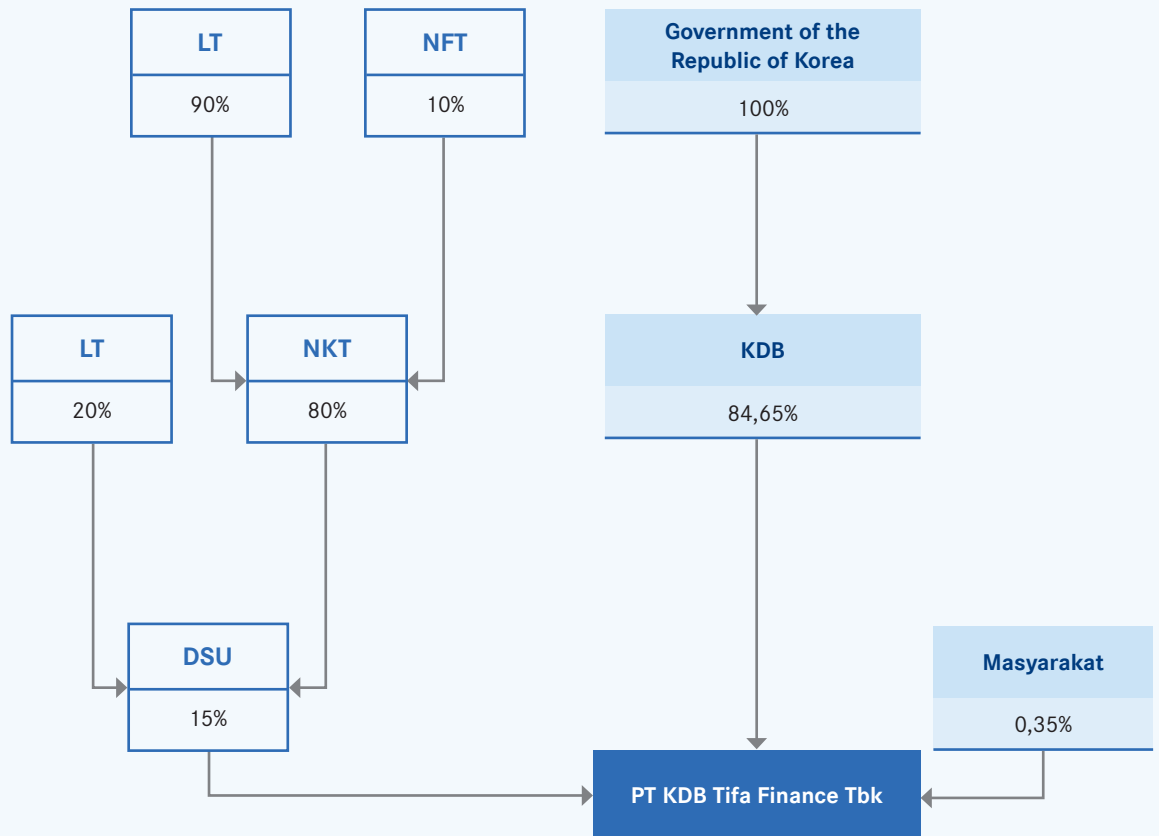 LT
90%
NFT
10%
Government of the
Republic of Korea
100%
LT
20%
NKT
80%
KDB
84,65%
DSU
15%
Masyarakat
0,35%
PT KDB Tifa Finance Tbk